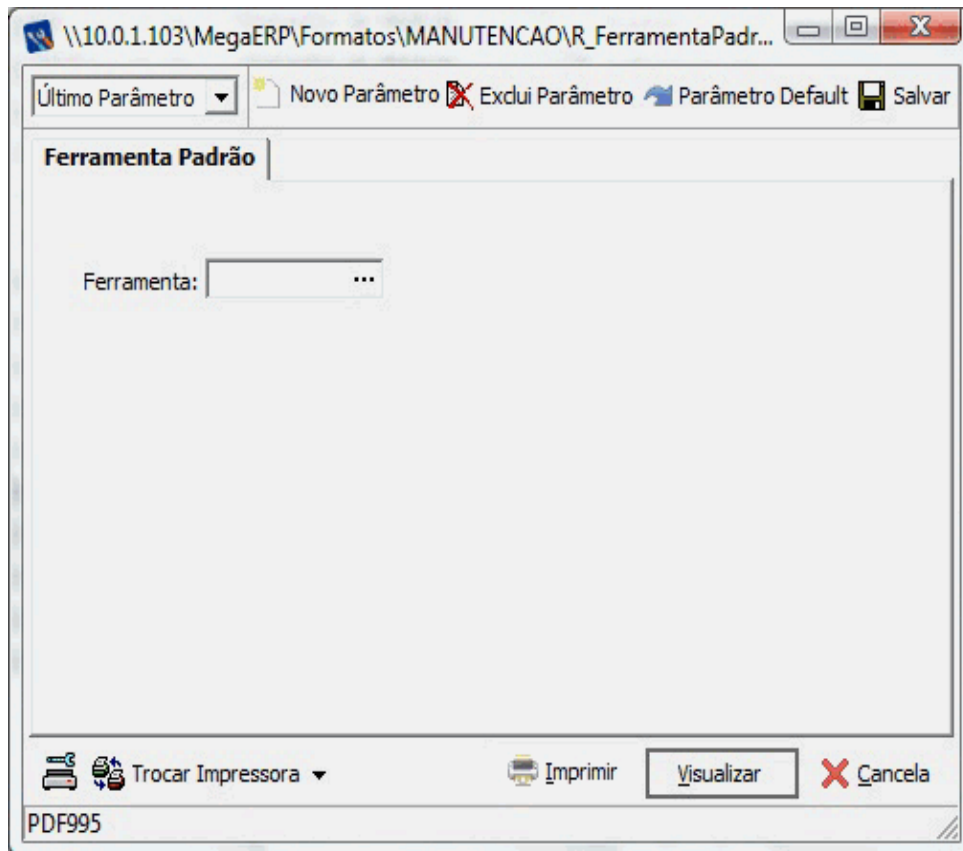 \\10.0.1.103\MegaERP\Formatos\MANUTENCAO\R_FerramentaPadr...
Último Parâmetro Novo Parâmetro Exclui Parâmetro Parâmetro Default Salvar
Ferramenta Padrão
Ferramenta: ...
Trocar Impressora Imprimir Visualizar Cancela
PDF995